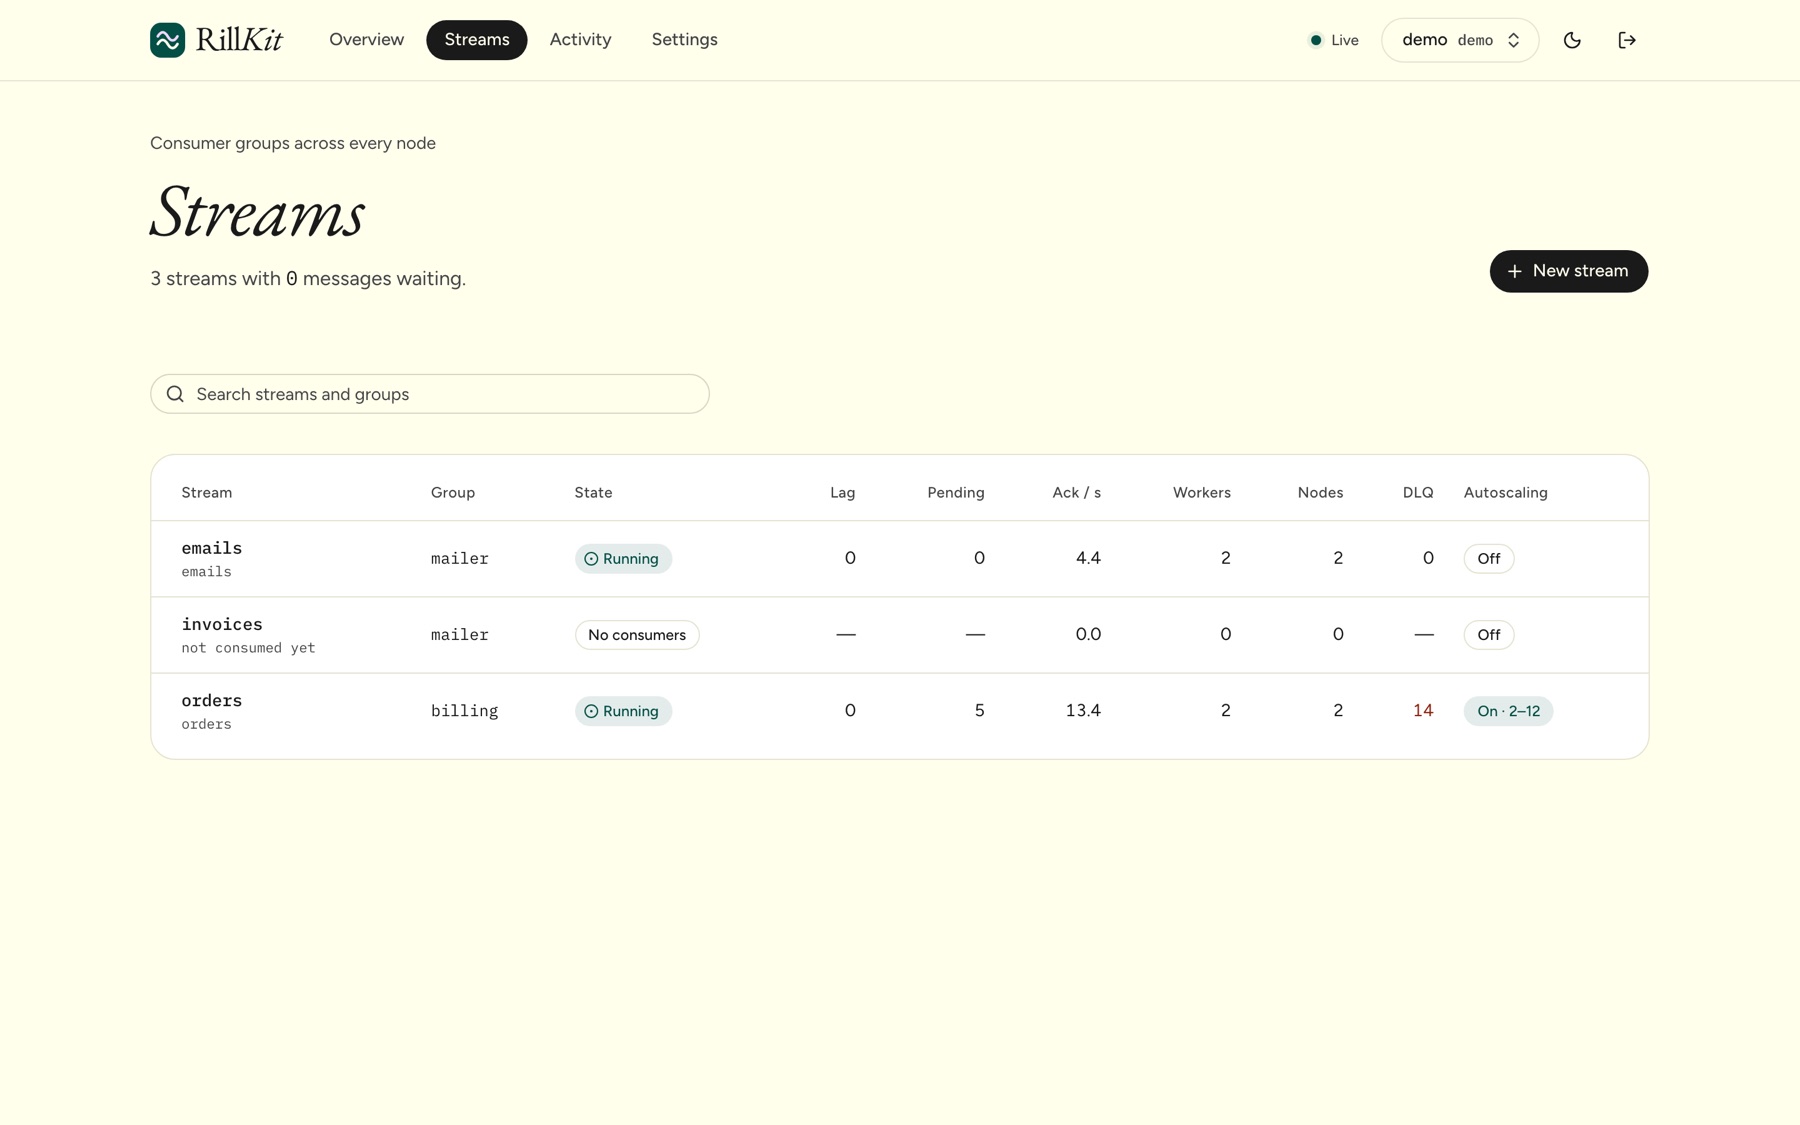 RillKit Overview Streams Activity Settings Live demo demo
Consumer groups across every node
Streams
3 streams with 0 messages waiting.
New stream
Search streams and groups
Stream Group State Lag Pending Ack / s Workers Nodes DLQ Autoscaling
emails mailer Running 0 0 4.4 2 2 0 Off
emails
invoices mailer No consumers — — 0.0 0 0 — Off
not consumed yet
orders billing Running 0 5 13.4 2 2 14 On · 2–12
orders